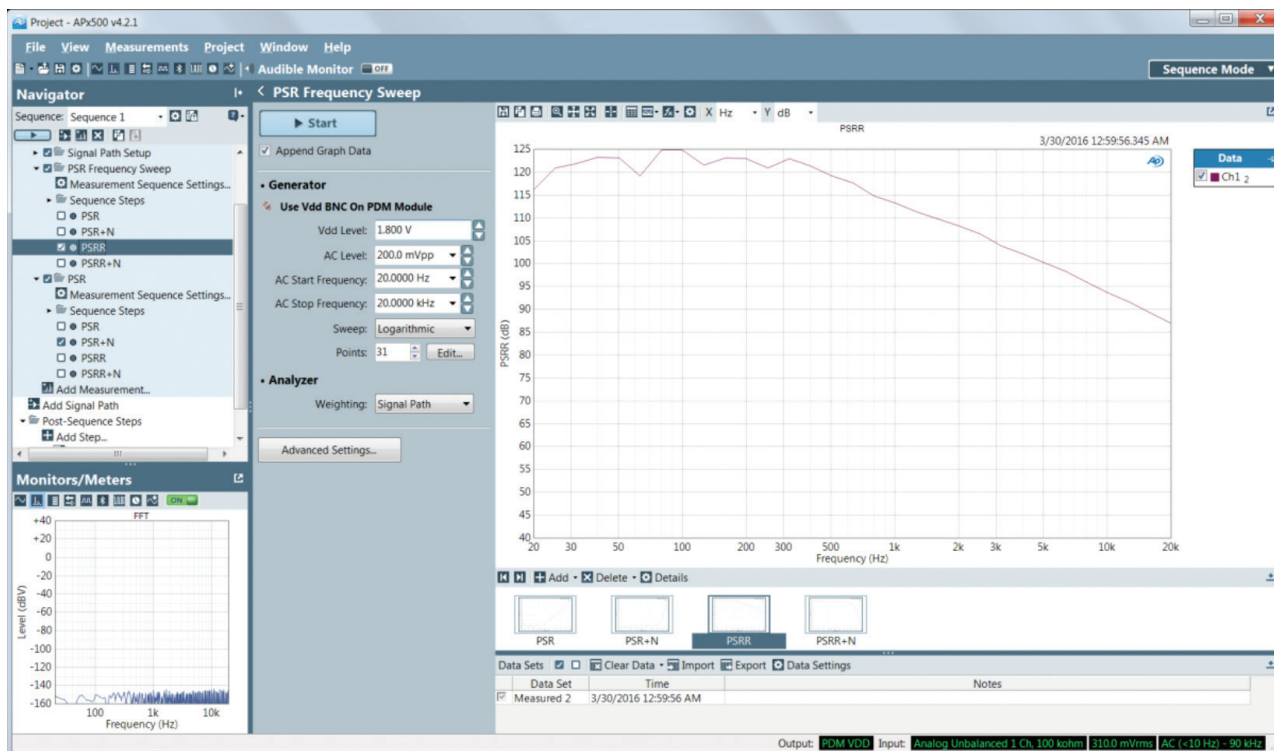 Project - APx500 v4.2.1
File View Measurements Project Window Help
Audible Monitor OFF
Sequence Mode
Navigator
Sequence: Sequence 1
Signal Path Setup
PSR Frequency Sweep
Measurement Sequence Settings...
Sequence Steps
PSR
PSR+N
PSRR
PSRR+N
PSR
Measurement Sequence Settings...
Sequence Steps
PSR
PSR+N
PSRR
PSRR+N
Add Measurement...
Add Signal Path
Post-Sequence Steps
Add Step...
Monitors/Meters
ON
FFT
+40
+20
0
-20
-40
-60
-80
-100
-120
-140
-160
Level (dBV)
100 1k 10k
Frequency (Hz)
PSR Frequency Sweep
Start
Append Graph Data
Generator
Use Vdd BNC On PDM Module
Vdd Level: 1.800 V
AC Level: 200.0 mVpp
AC Start Frequency: 20.0000 Hz
AC Stop Frequency: 20.0000 kHz
Sweep: Logarithmic
Points: 31 Edit...
Analyzer
Weighting: Signal Path
Advanced Settings...
X Hz Y dB
PSRR
3/30/2016 12:59:56.345 AM
AP
125
120
115
110
105
100
95
90
85
80
75
70
65
60
55
50
45
40
PSRR (dB)
20 30 50 100 200 300 500 1k 2k 3k 5k 10k 20k
Frequency (Hz)
Data
Ch1 2
Add Delete Details
PSR PSR+N PSRR PSRR+N
Data Sets Clear Data Import Export Data Settings
Data Set Time Notes
Measured 2 3/30/2016 12:59:56 AM
Output: PDM VDD Input: Analog Unbalanced 1 Ch, 100 kohm 310.0 mVrms AC (<10 Hz) - 90 kHz